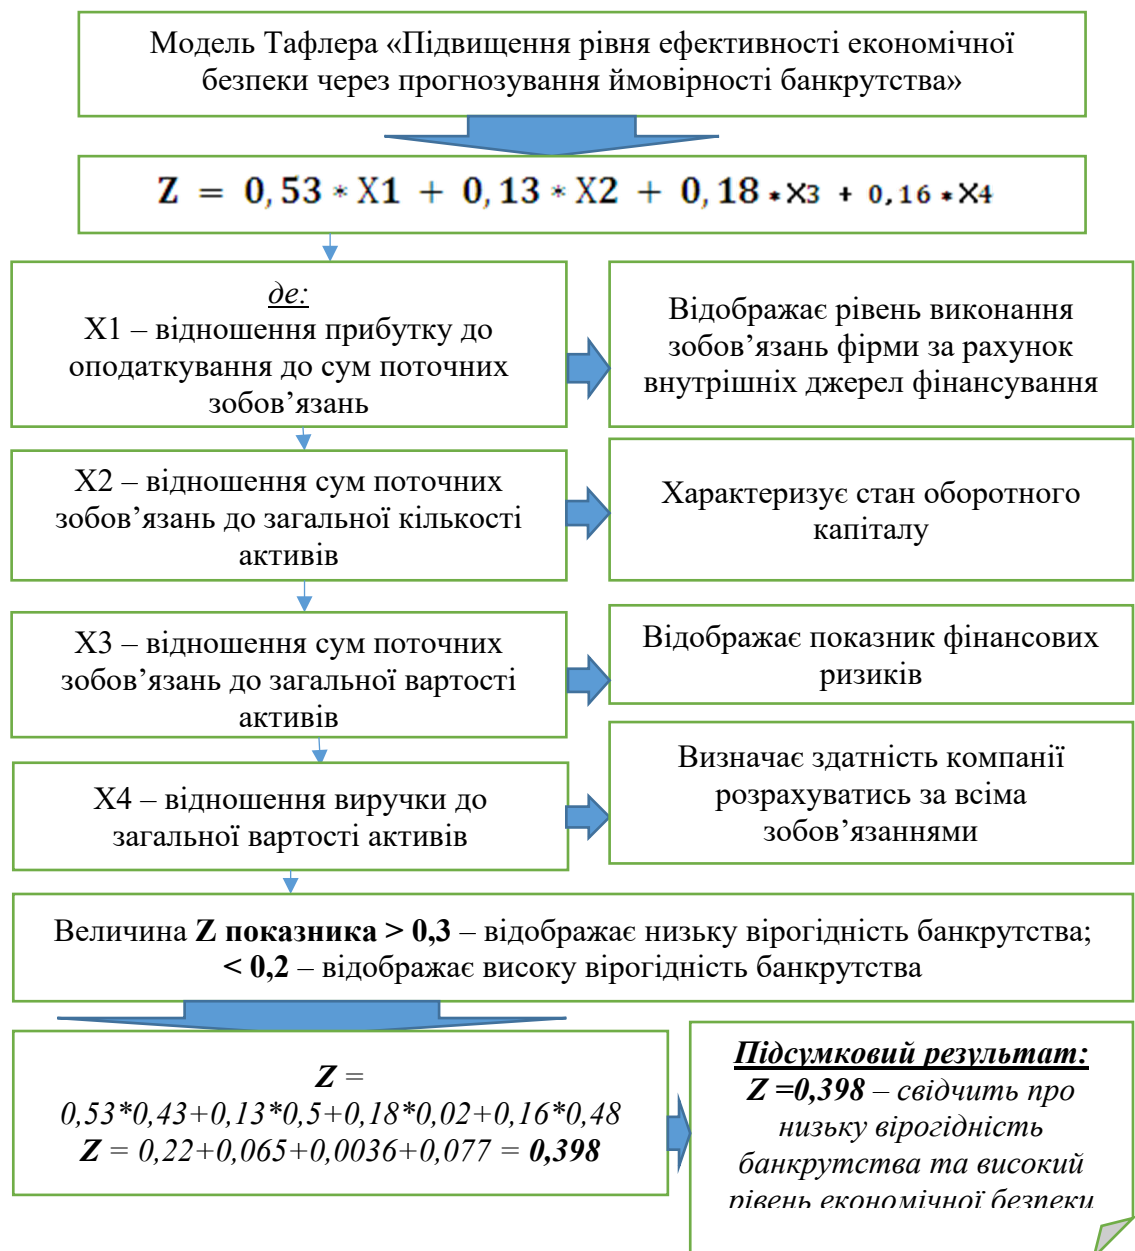 Модель Тафлера «Підвищення рівня ефективності економічної
безпеки через прогнозування ймовірності банкрутства»
Z = 0,53 * X1 + 0,13 * X2 + 0,18 * X3 + 0,16 * X4
де:
X1 – відношення прибутку до
оподаткування до сум поточних
зобов’язань
Відображає рівень виконання
зобов’язань фірми за рахунок
внутрішніх джерел фінансування
X2 – відношення сум поточних
зобов’язань до загальної кількості
активів
Характеризує стан оборотного
капіталу
X3 – відношення сум поточних
зобов’язань до загальної вартості
активів
Відображає показник фінансових
ризиків
X4 – відношення виручки до
загальної вартості активів
Визначає здатність компанії
розрахуватись за всіма
зобов’язаннями
Величина Z показника > 0,3 – відображає низьку вірогідність банкрутства;
< 0,2 – відображає високу вірогідність банкрутства
Z =
0,53*0,43+0,13*0,5+0,18*0,02+0,16*0,48
Z = 0,22+0,065+0,0036+0,077 = 0,398
Підсумковий результат:
Z =0,398 – свідчить про
низьку вірогідність
банкрутства та високий
рівень економічної безпеки